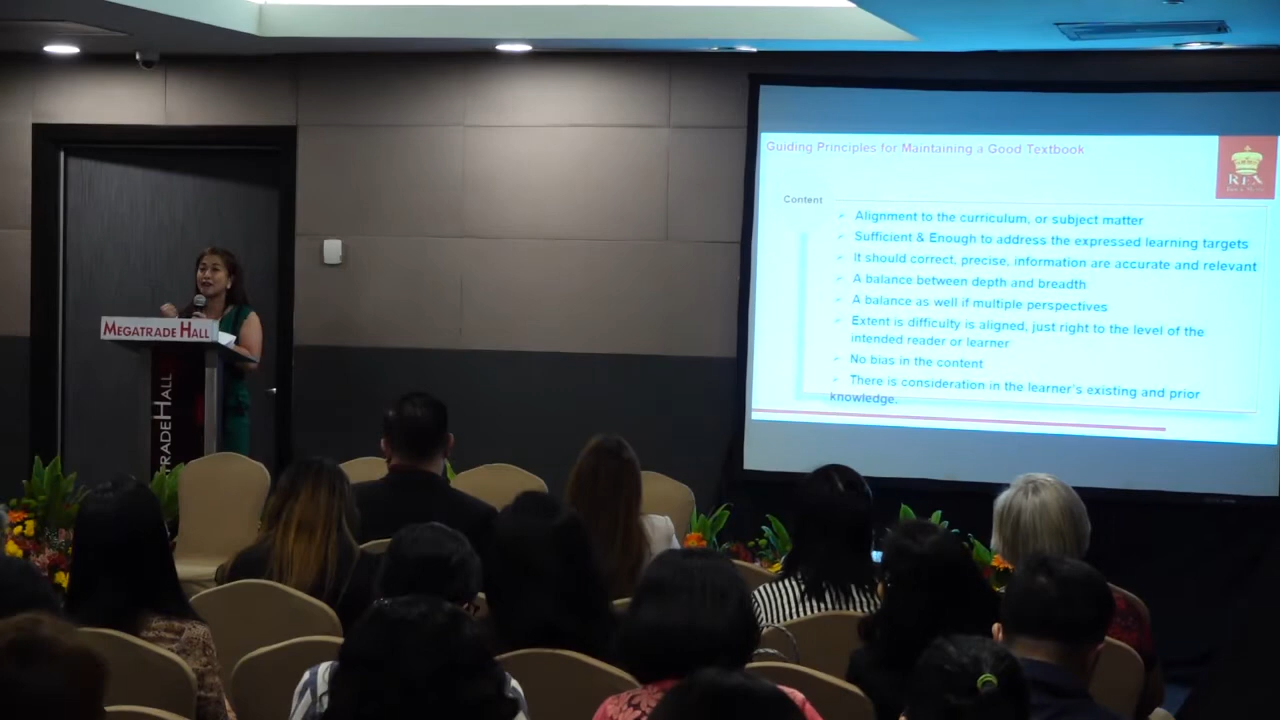 MEGATRADE HALL
TRADEHALL
Guiding Principles for Maintaining a Good Textbook
REX
Content
Alignment to the curriculum, or subject matter
Sufficient & Enough to address the expressed learning targets
It should correct, precise, information are accurate and relevant
A balance between depth and breadth
A balance as well if multiple perspectives
Extent is difficulty is aligned, just right to the level of the
intended reader or learner
No bias in the content
There is consideration in the learner's existing and prior
knowledge.